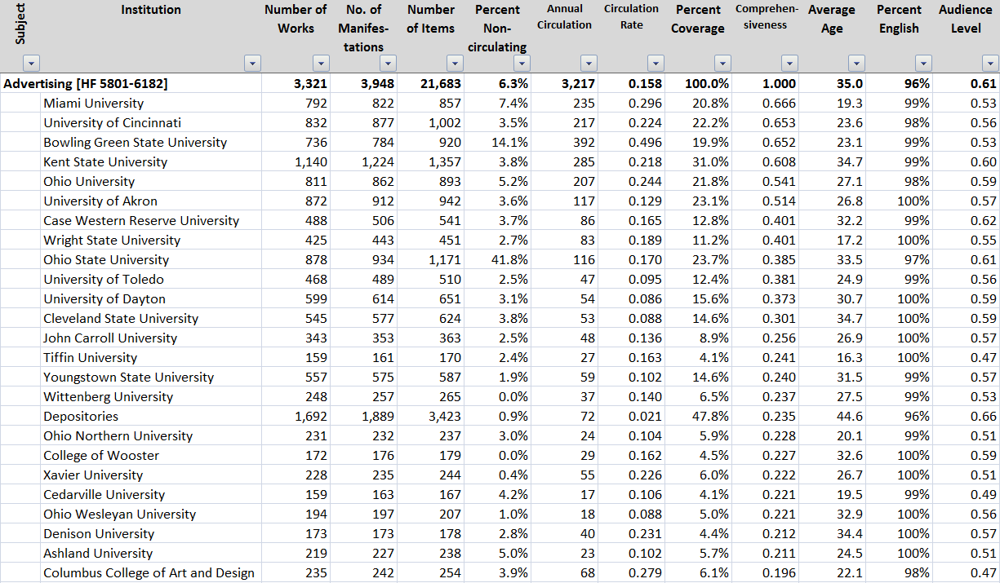 Subject Institution Number of Works No. of Manifes-tations Number of Items Percent Non-circulating Annual Circulation Circulation Rate Percent Coverage Comprehen-siveness Average Age Percent English Audience Level
Advertising [HF 5801-6182] 3,321 3,948 21,683 6.3% 3,217 0.158 100.0% 1.000 35.0 96% 0.61
Miami University 792 822 857 7.4% 235 0.296 20.8% 0.666 19.3 99% 0.53
University of Cincinnati 832 877 1,002 3.5% 217 0.224 22.2% 0.653 23.6 98% 0.56
Bowling Green State University 736 784 920 14.1% 392 0.496 19.9% 0.652 23.1 99% 0.53
Kent State University 1,140 1,224 1,357 3.8% 285 0.218 31.0% 0.608 34.7 99% 0.60
Ohio University 811 862 893 5.2% 207 0.244 21.8% 0.541 27.1 98% 0.59
University of Akron 872 912 942 3.6% 117 0.129 23.1% 0.514 26.8 100% 0.57
Case Western Reserve University 488 506 541 3.7% 86 0.165 12.8% 0.401 32.2 99% 0.62
Wright State University 425 443 451 2.7% 83 0.189 11.2% 0.401 17.2 100% 0.55
Ohio State University 878 934 1,171 41.8% 116 0.170 23.7% 0.385 33.5 97% 0.61
University of Toledo 468 489 510 2.5% 47 0.095 12.4% 0.381 24.9 99% 0.56
University of Dayton 599 614 651 3.1% 54 0.086 15.6% 0.373 30.7 100% 0.59
Cleveland State University 545 577 624 3.8% 53 0.088 14.6% 0.301 34.7 100% 0.59
John Carroll University 343 353 363 2.5% 48 0.136 8.9% 0.256 26.9 100% 0.57
Tiffin University 159 161 170 2.4% 27 0.163 4.1% 0.241 16.3 100% 0.47
Youngstown State University 557 575 587 1.9% 59 0.102 14.6% 0.240 31.5 99% 0.57
Wittenberg University 248 257 265 0.0% 37 0.140 6.5% 0.237 27.5 99% 0.53
Depositories 1,692 1,889 3,423 0.9% 72 0.021 47.8% 0.235 44.6 96% 0.66
Ohio Northern University 231 232 237 3.0% 24 0.104 5.9% 0.228 20.1 99% 0.51
College of Wooster 172 176 179 0.0% 29 0.162 4.5% 0.227 32.6 100% 0.59
Xavier University 228 235 244 0.4% 55 0.226 6.0% 0.222 26.7 100% 0.51
Cedarville University 159 163 167 4.2% 17 0.106 4.1% 0.221 19.5 99% 0.49
Ohio Wesleyan University 194 197 207 1.0% 18 0.088 5.0% 0.221 32.9 100% 0.56
Denison University 173 173 178 2.8% 40 0.231 4.4% 0.212 34.4 100% 0.57
Ashland University 219 227 238 5.0% 23 0.102 5.7% 0.211 24.5 100% 0.51
Columbus College of Art and Design 235 242 254 3.9% 68 0.279 6.1% 0.196 22.1 98% 0.47